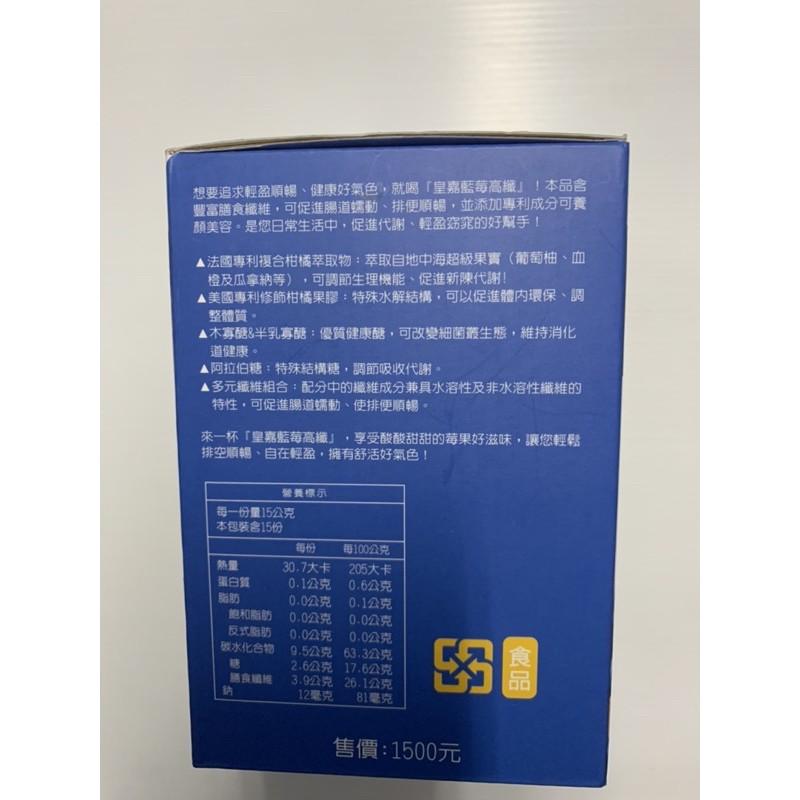 想要追求輕盈順暢、健康好氣色，就喝『皇嘉藍莓高纖』！本品含
豐富膳食纖維，可促進腸道蠕動、排便順暢，並添加專利成分可養
顏美容。是您日常生活中，促進代謝、輕盈窈窕的好幫手！
▲法國專利複合柑橘萃取物：萃取自地中海超級果實（葡萄柚、血
橙及瓜拿納等），可調節生理機能、促進新陳代謝!
▲美國專利修飾柑橘果膠：特殊水解結構，可以促進體內環保、調
整體質。
▲木寡醣&半乳寡醣：優質健康醣，可改變細菌叢生態，維持消化
道健康。
▲阿拉伯糖：特殊結構糖，調節吸收代謝。
▲多元纖維組合：配分中的纖維成分兼具水溶性及非水溶性纖維的
特性，可促進腸道蠕動、使排便順暢。
來一杯『皇嘉藍莓高纖』，享受酸酸甜甜的莓果好滋味，讓您輕鬆
排空順暢、自在輕盈，擁有舒活好氣色！
營養標示
每一份量15公克
本包裝含15份
每份 每100公克
熱量 30.7大卡 205大卡
蛋白質 0.1公克 0.6公克
脂肪 0.0公克 0.1公克
飽和脂肪 0.0公克 0.0公克
反式脂肪 0.0公克 0.0公克
碳水化合物 9.5公克 63.3公克
糖 2.6公克 17.6公克
膳食纖維 3.9公克 26.1公克
鈉 12毫克 81毫克
食品
售價:1500元